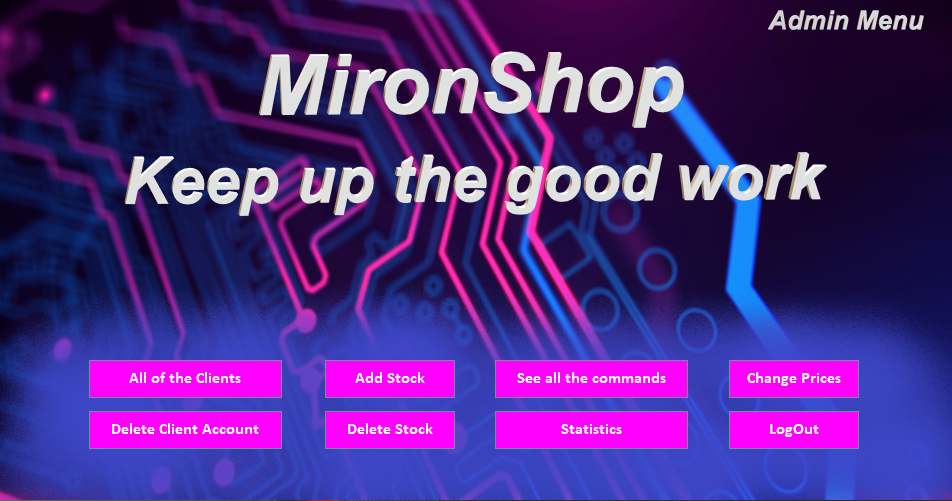 Admin Menu
MironShop
Keep up the good work
All of the Clients
Add Stock
See all the commands
Change Prices
Delete Client Account
Delete Stock
Statistics
LogOut